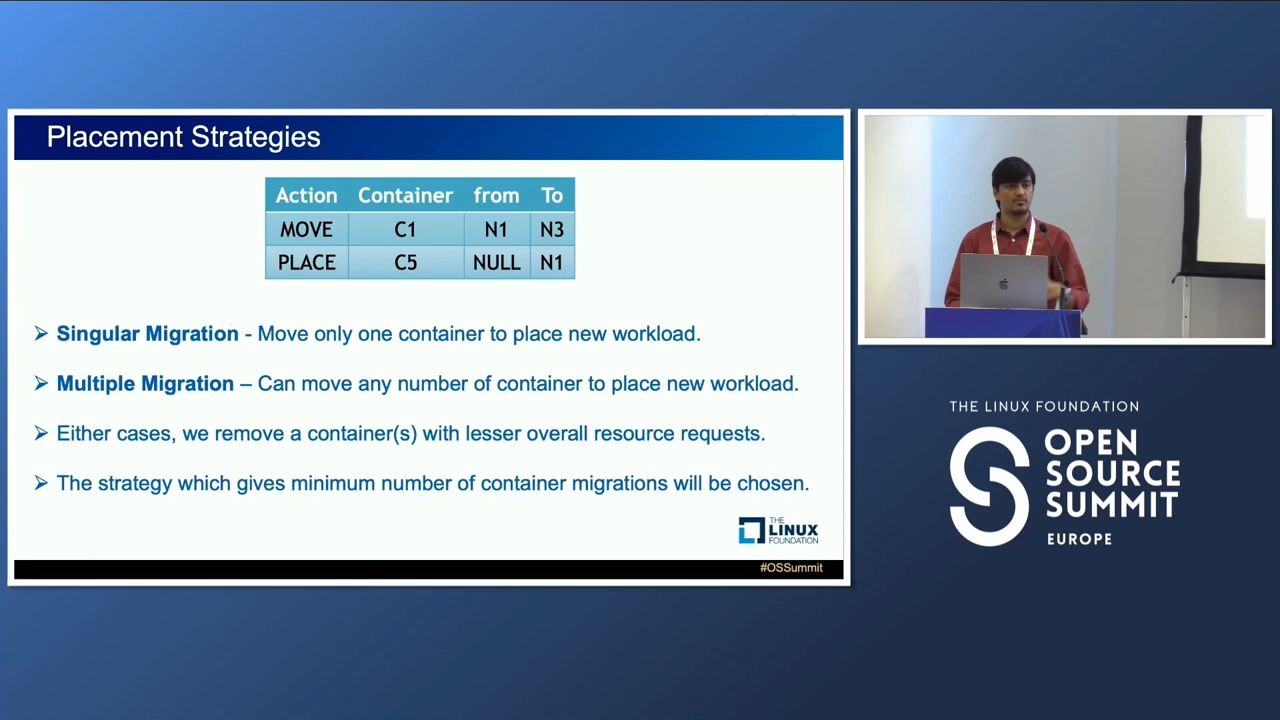 Placement Strategies
Action Container from To
MOVE C1 N1 N3
PLACE C5 NULL N1
Singular Migration - Move only one container to place new workload.
Multiple Migration – Can move any number of container to place new workload.
Either cases, we remove a container(s) with lesser overall resource requests.
The strategy which gives minimum number of container migrations will be chosen.
THE
LINUX
FOUNDATION
#OSSummit
THE LINUX FOUNDATION
OPEN
SOURCE
SUMMIT
EUROPE